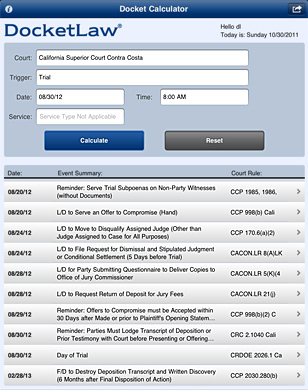 Docket Calculator
DocketLaw®
Hello dl
Today is: Sunday 10/30/2011
Court: California Superior Court Contra Costa
Trigger: Trial
Date: 08/30/12 Time: 8:00 AM
Service: Service Type Not Applicable
Calculate Reset
Date: Event Summary: Court Rule:
08/20/12 Reminder: Serve Trial Subpoenas on Non-Party Witnesses (without Documents) CCP 1985, 1986,
08/20/12 L/D to Serve an Offer to Compromise (Hand) CCP 998(b) Cali
08/24/12 L/D to Move to Disqualify Assigned Judge (Other than Judge Assigned to Case for All Purposes) CCP 170.6(a)(2)
08/24/12 L/D to File Request for Dismissal and Stipulated Judgment or Conditional Settlement (5 Days before Trial) CACON.LR 8(A)LK
08/28/12 L/D for Party Submitting Questionnaire to Deliver Copies to Office of Jury Commissioner CACON.LR 5(K)(4
08/28/12 L/D to Request Return of Deposit for Jury Fees CACON.LR 21(j)
08/29/12 Reminder: Offers to Compromise must be Accepted within 30 Days After Made or prior to Plaintiff's Opening Statem... CCP 998(b)(2) C
08/30/12 Reminder: Parties Must Lodge Transcript of Deposition or Prior Testimony with Court before Presenting or Offering... CRC 2.1040 Cali
08/30/12 Day of Trial CRDOE 2026.1 Ca
02/28/13 F/D to Destroy Deposition Transcript and Written Discovery (6 Months after Final Disposition of Action) CCP 2030.280(b)